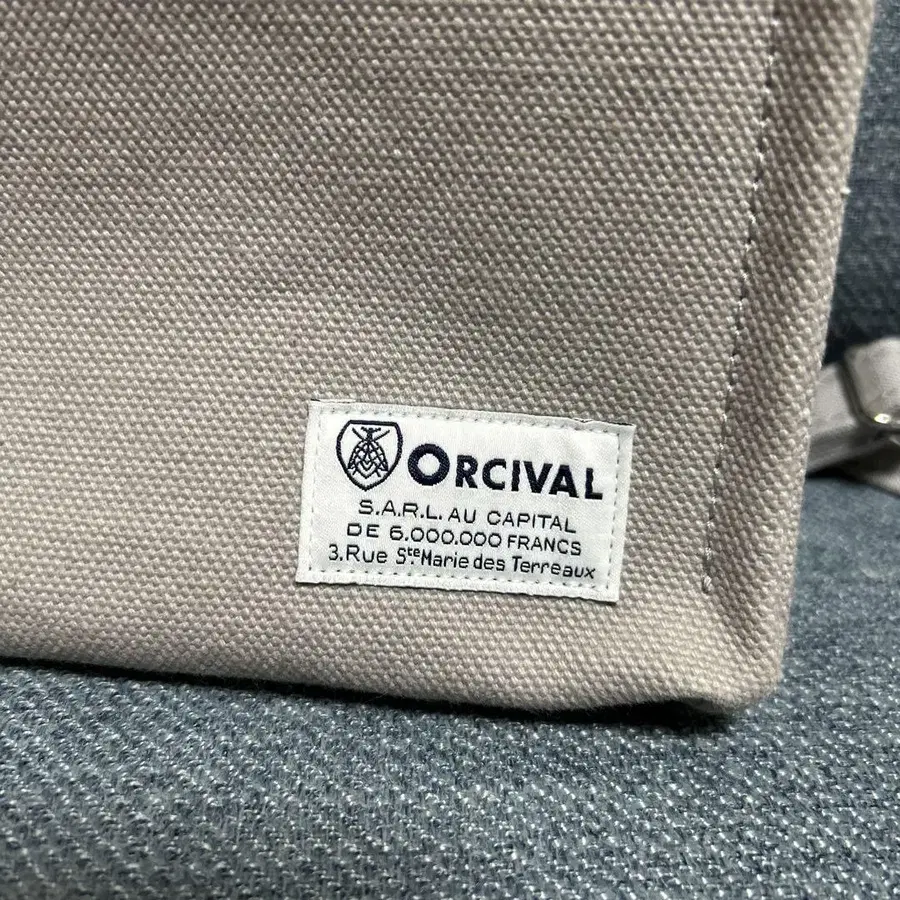 ORCIVAL
S.A.R.L. AU CAPITAL
DE 6.000.000 FRANCS
3.Rue Ste Marie des Terreaux